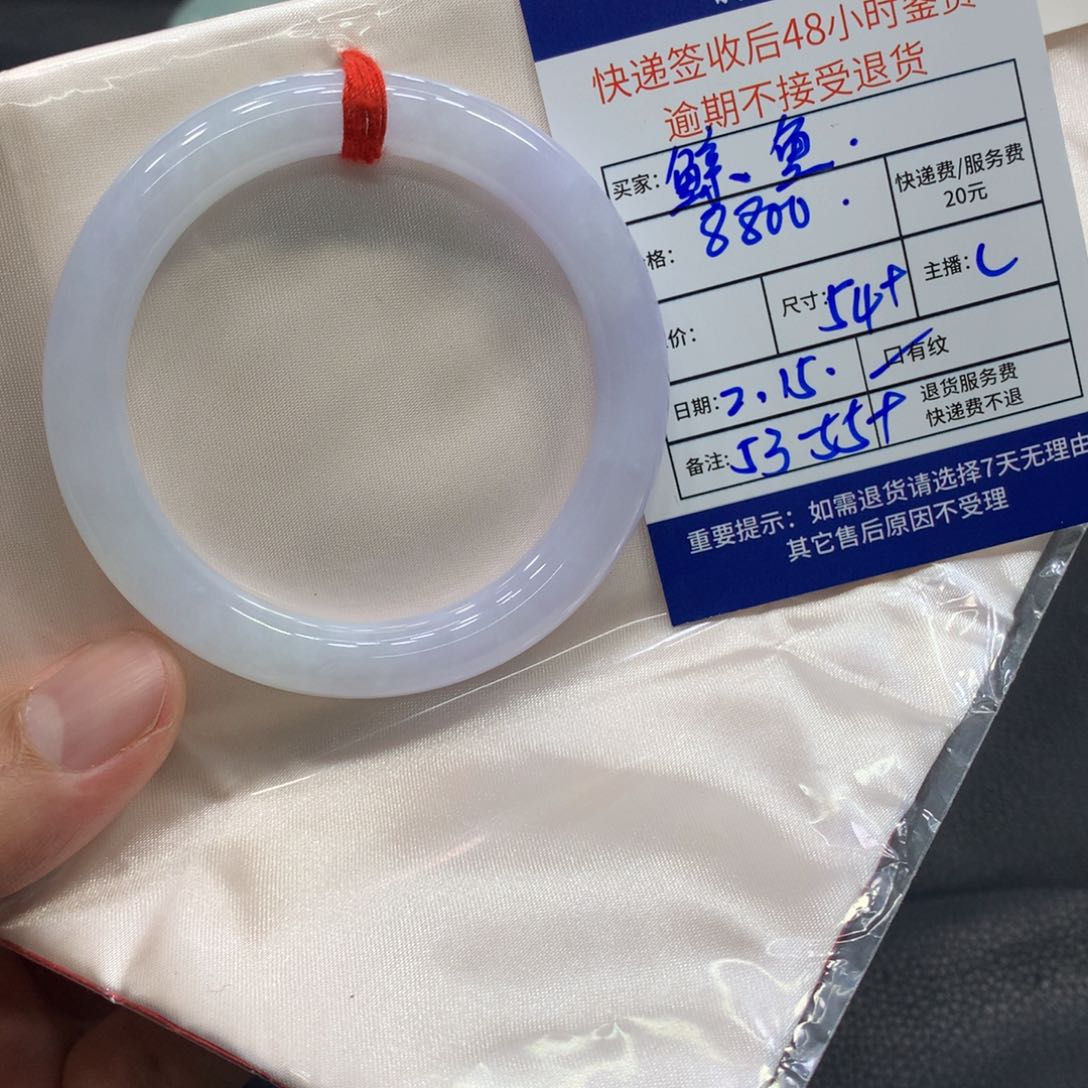 快递签收后48小时鉴赏
逾期不接受退货
买家: 鲸鱼.
格: 8800.
快递费/服务费
20元
价:
尺寸: 54+
主播: C
日期: 2.15.
口有纹
备注: 53-55+
退货服务费
快递费不退
重要提示：如需退货请选择7天无理由
其它售后原因不受理